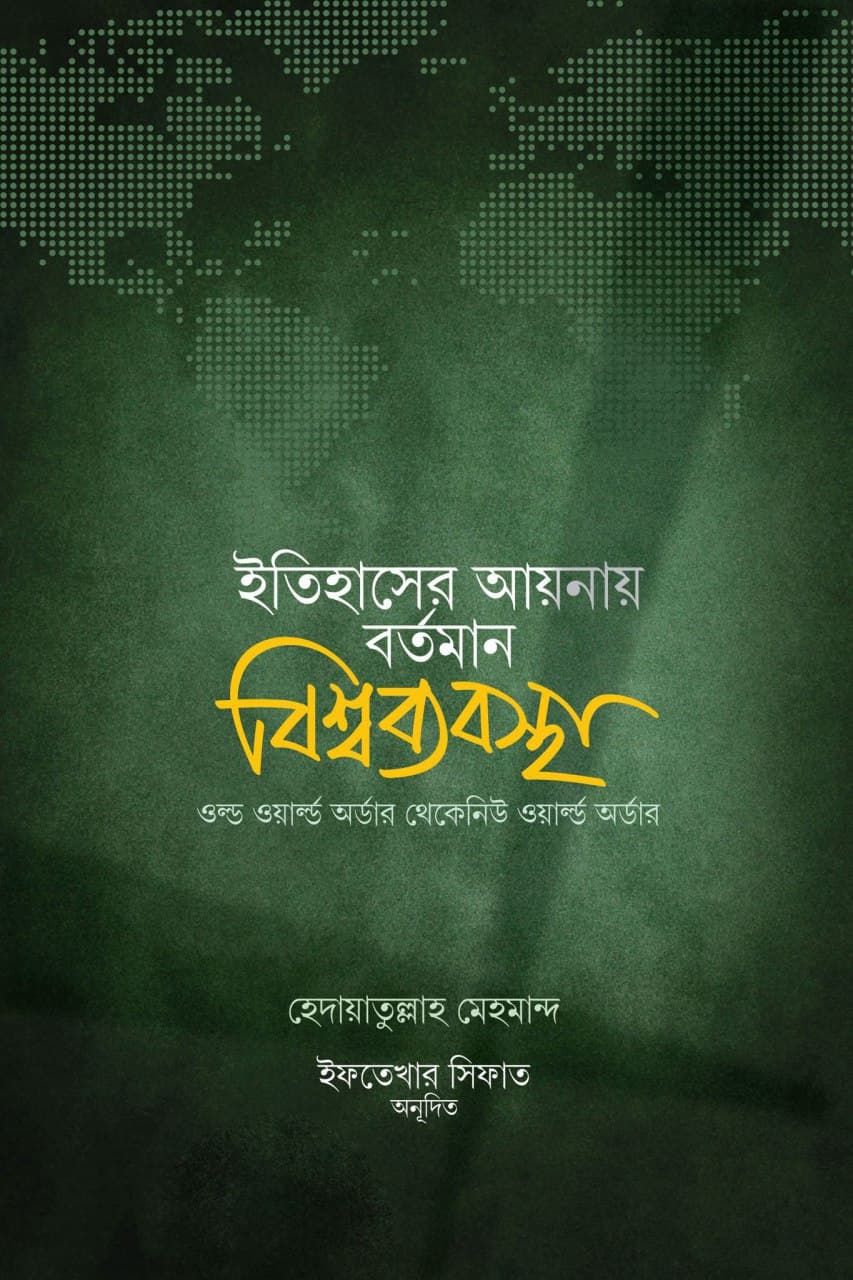 ইতিহাসের আয়নায়
বর্তমান
বিশ্বব্যবস্থা
ওল্ড ওয়ার্ল্ড অর্ডার থেকেনিউ ওয়ার্ল্ড অর্ডার
হেদায়াতুল্লাহ মেহমান্দ
ইফতেখার সিফাত
অনূদিত